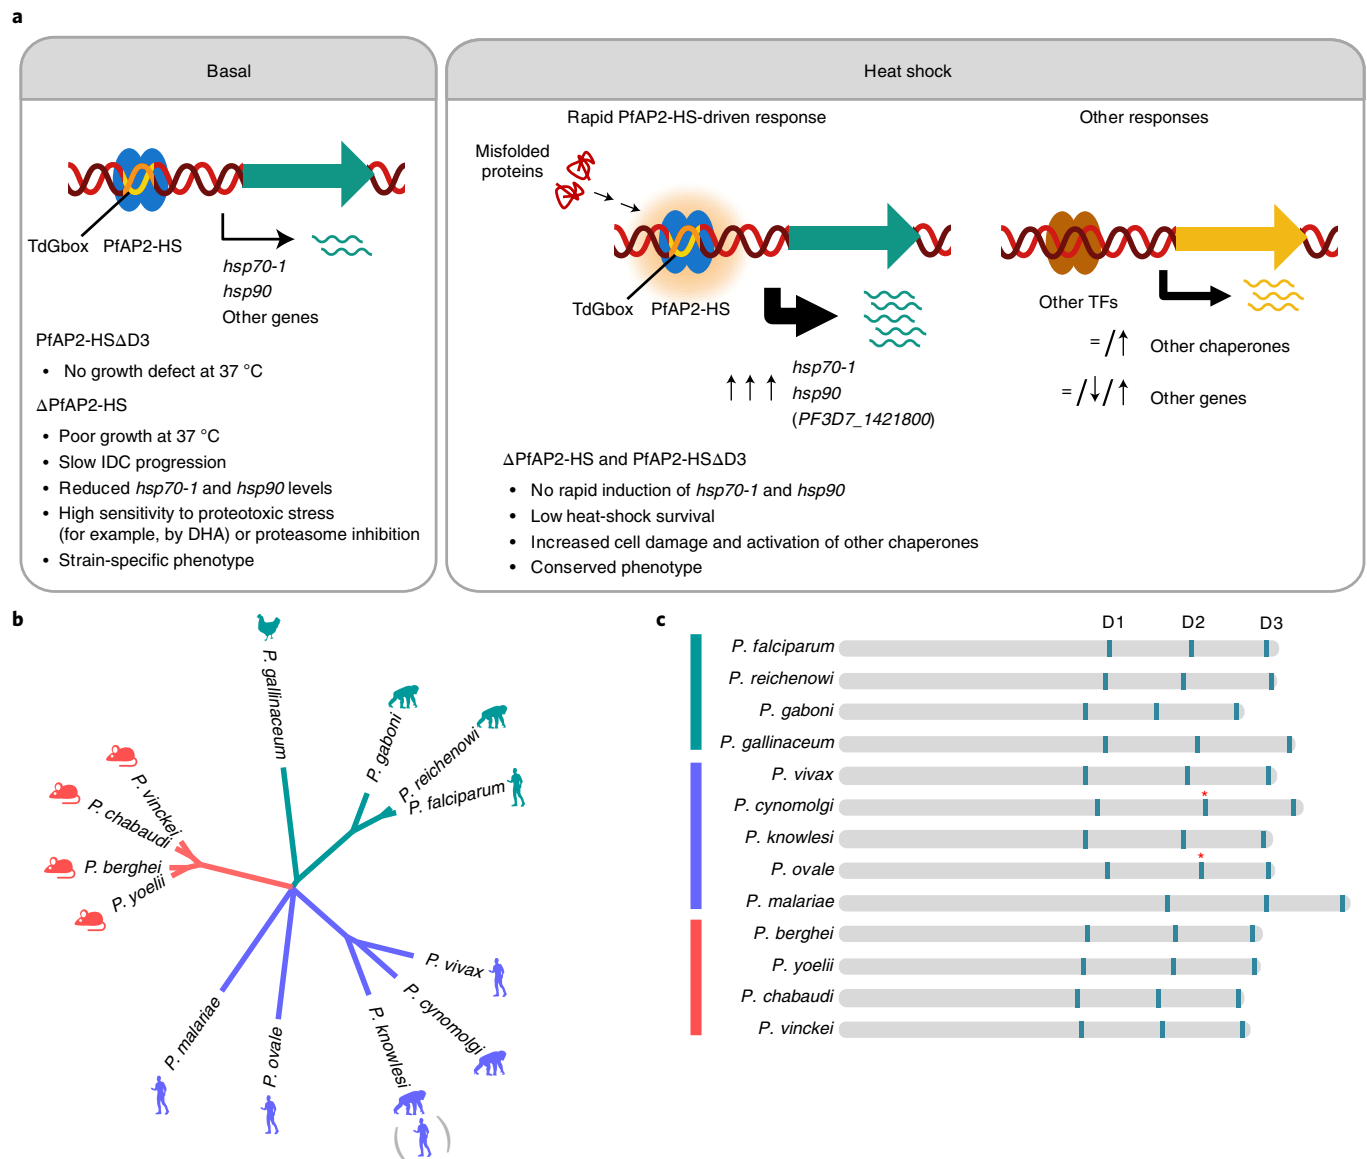 a
Basal
TdGbox
PfAP2-HS
hsp70-1
hsp90
Other genes
PfAP2-HSΔD3
• No growth defect at 37 °C
ΔPfAP2-HS
• Poor growth at 37 °C
• Slow IDC progression
• Reduced hsp70-1 and hsp90 levels
• High sensitivity to proteotoxic stress
(for example, by DHA) or proteasome inhibition
• Strain-specific phenotype
Heat shock
Rapid PfAP2-HS-driven response
Misfolded
proteins
TdGbox
PfAP2-HS
↑ ↑ ↑
hsp70-1
hsp90
(PF3D7_1421800)
Other responses
Other TFs
= / ↑ Other chaperones
= / ↓ / ↑ Other genes
ΔPfAP2-HS and PfAP2-HSΔD3
• No rapid induction of hsp70-1 and hsp90
• Low heat-shock survival
• Increased cell damage and activation of other chaperones
• Conserved phenotype
b
P. gallinaceum
P. gaboni
P. reichenowi
P. falciparum
P. vinckei
P. chabaudi
P. berghei
P. yoelii
P. vivax
P. cynomolgi
P. knowlesi
P. ovale
P. malariae
( )
c
D1 D2 D3
P. falciparum
P. reichenowi
P. gaboni
P. gallinaceum
P. vivax
*
P. cynomolgi
P. knowlesi
*
P. ovale
P. malariae
P. berghei
P. yoelii
P. chabaudi
P. vinckei